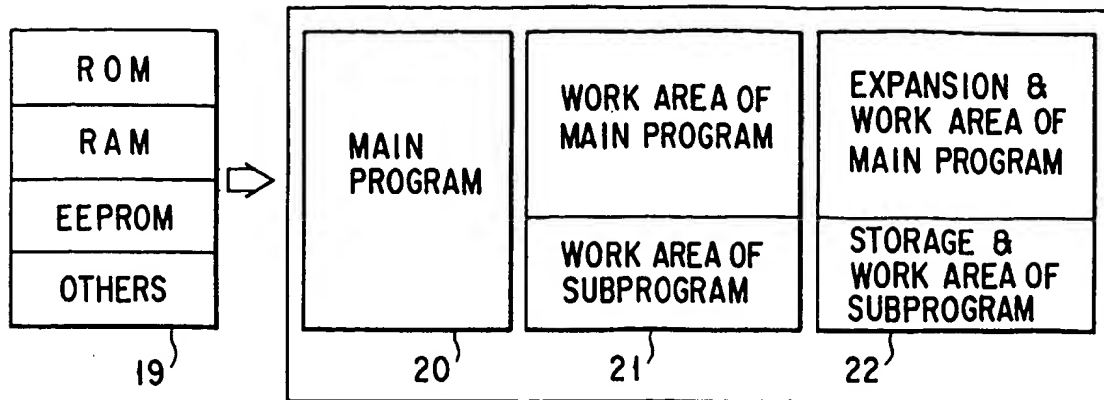 ROM
RAM
EEPROM
OTHERS
19
MAIN
PROGRAM
20
WORK AREA OF
MAIN PROGRAM
WORK AREA OF
SUBPROGRAM
21
EXPANSION &
WORK AREA OF
MAIN PROGRAM
STORAGE &
WORK AREA OF
SUBPROGRAM
22